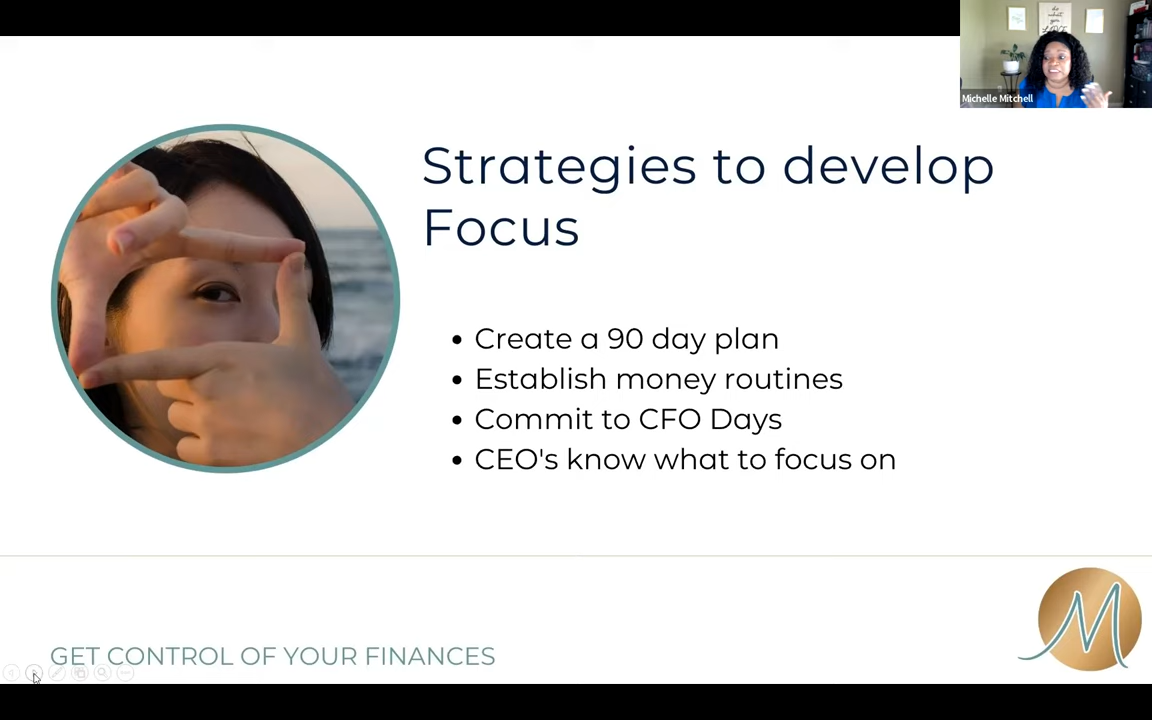 Michelle Mitchell
Strategies to develop
Focus
• Create a 90 day plan
• Establish money routines
• Commit to CFO Days
• CEO's know what to focus on
GET CONTROL OF YOUR FINANCES
M